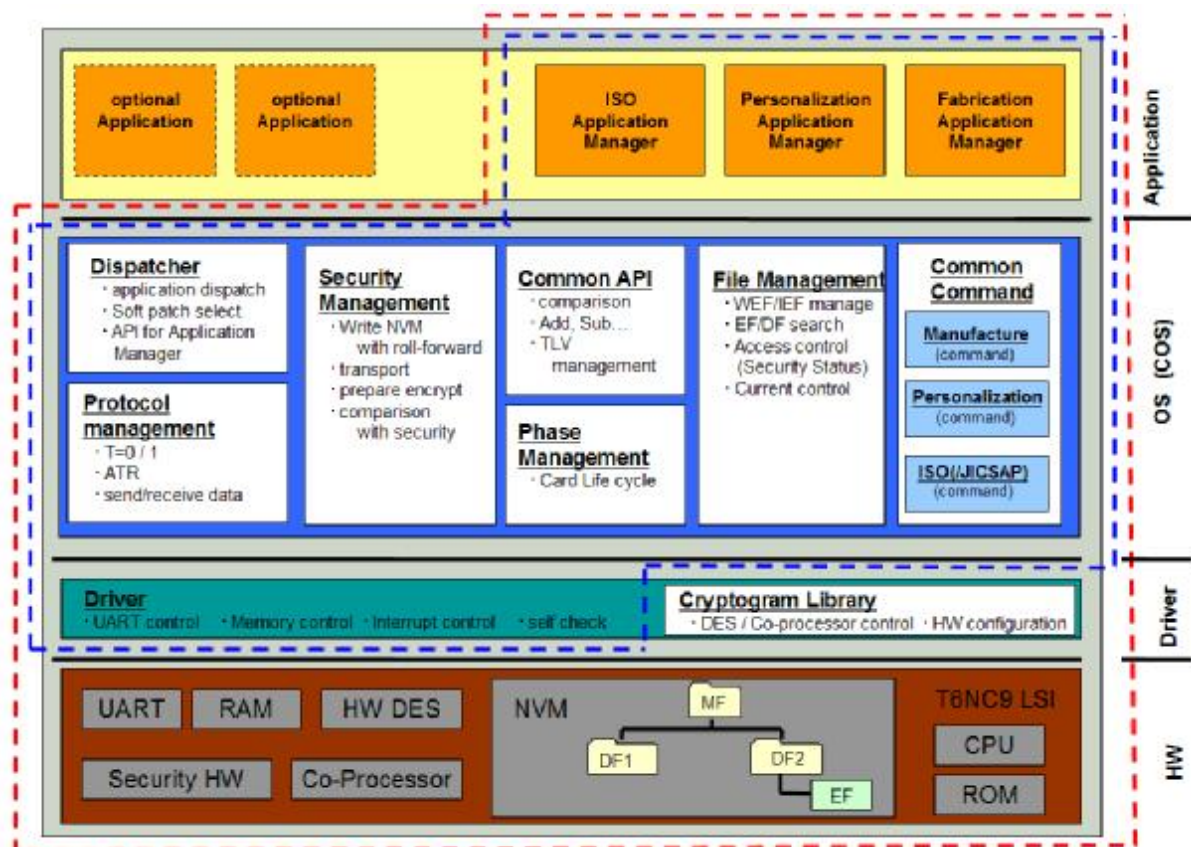 optional
Application
optional
Application
ISO
Application
Manager
Personalization
Application
Manager
Fabrication
Application
Manager
Application
Dispatcher
· application dispatch
· Soft patch select
· API for Application
Manager
Protocol
management
· T=0 / 1
· ATR
· send/receive data
Security
Management
· Write NVM
with roll-forward
· transport
· prepare encrypt
· comparison
with security
Common API
· comparison
· Add, Sub...
· TLV
management
Phase
Management
· Card Life cycle
File Management
· WEF/IEF manage
· EF/DF search
· Access control
(Security Status)
· Current control
Common
Command
Manufacture
(command)
Personalization
(command)
ISO(/JICSAP)
(command)
OS (COS)
Driver
· UART control · Memory control · Interrupt control · self check
Cryptogram Library
· DES / Co-processor control · HW configuration
Driver
UART
RAM
HW DES
Security HW
Co-Processor
NVM
MF
DF1
DF2
EF
T6NC9 LSI
CPU
ROM
HW